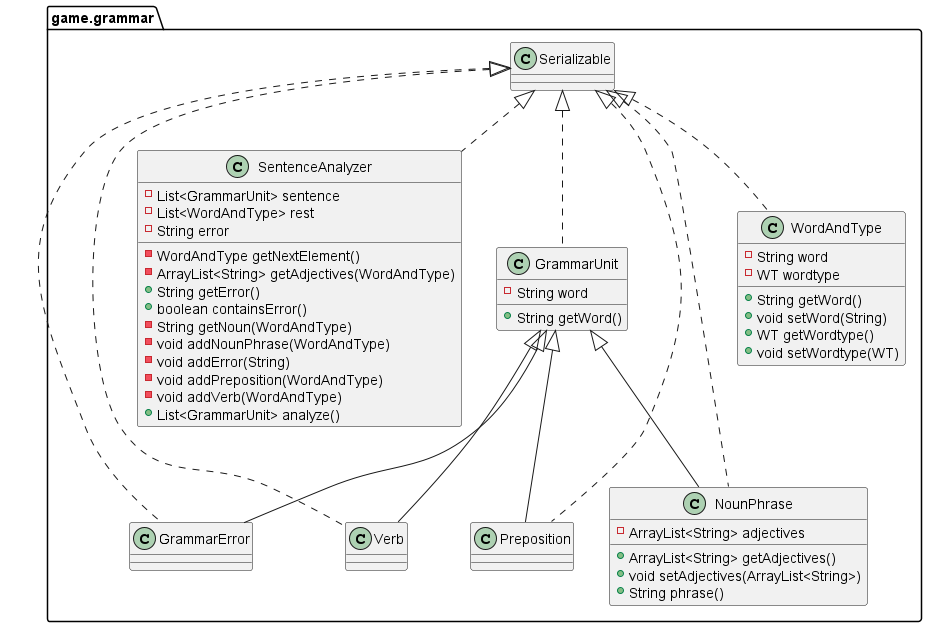 game.grammar
C Serializable
C SentenceAnalyzer
List<GrammarUnit> sentence
List<WordAndType> rest
String error
WordAndType getNextElement()
ArrayList<String> getAdjectives(WordAndType)
String getError()
boolean containsError()
String getNoun(WordAndType)
void addNounPhrase(WordAndType)
void addError(String)
void addPreposition(WordAndType)
void addVerb(WordAndType)
List<GrammarUnit> analyze()
C GrammarUnit
String word
String getWord()
C WordAndType
String word
WT wordtype
String getWord()
void setWord(String)
WT getWordtype()
void setWordtype(WT)
C GrammarError
C Verb
C Preposition
C NounPhrase
ArrayList<String> adjectives
ArrayList<String> getAdjectives()
void setAdjectives(ArrayList<String>)
String phrase()